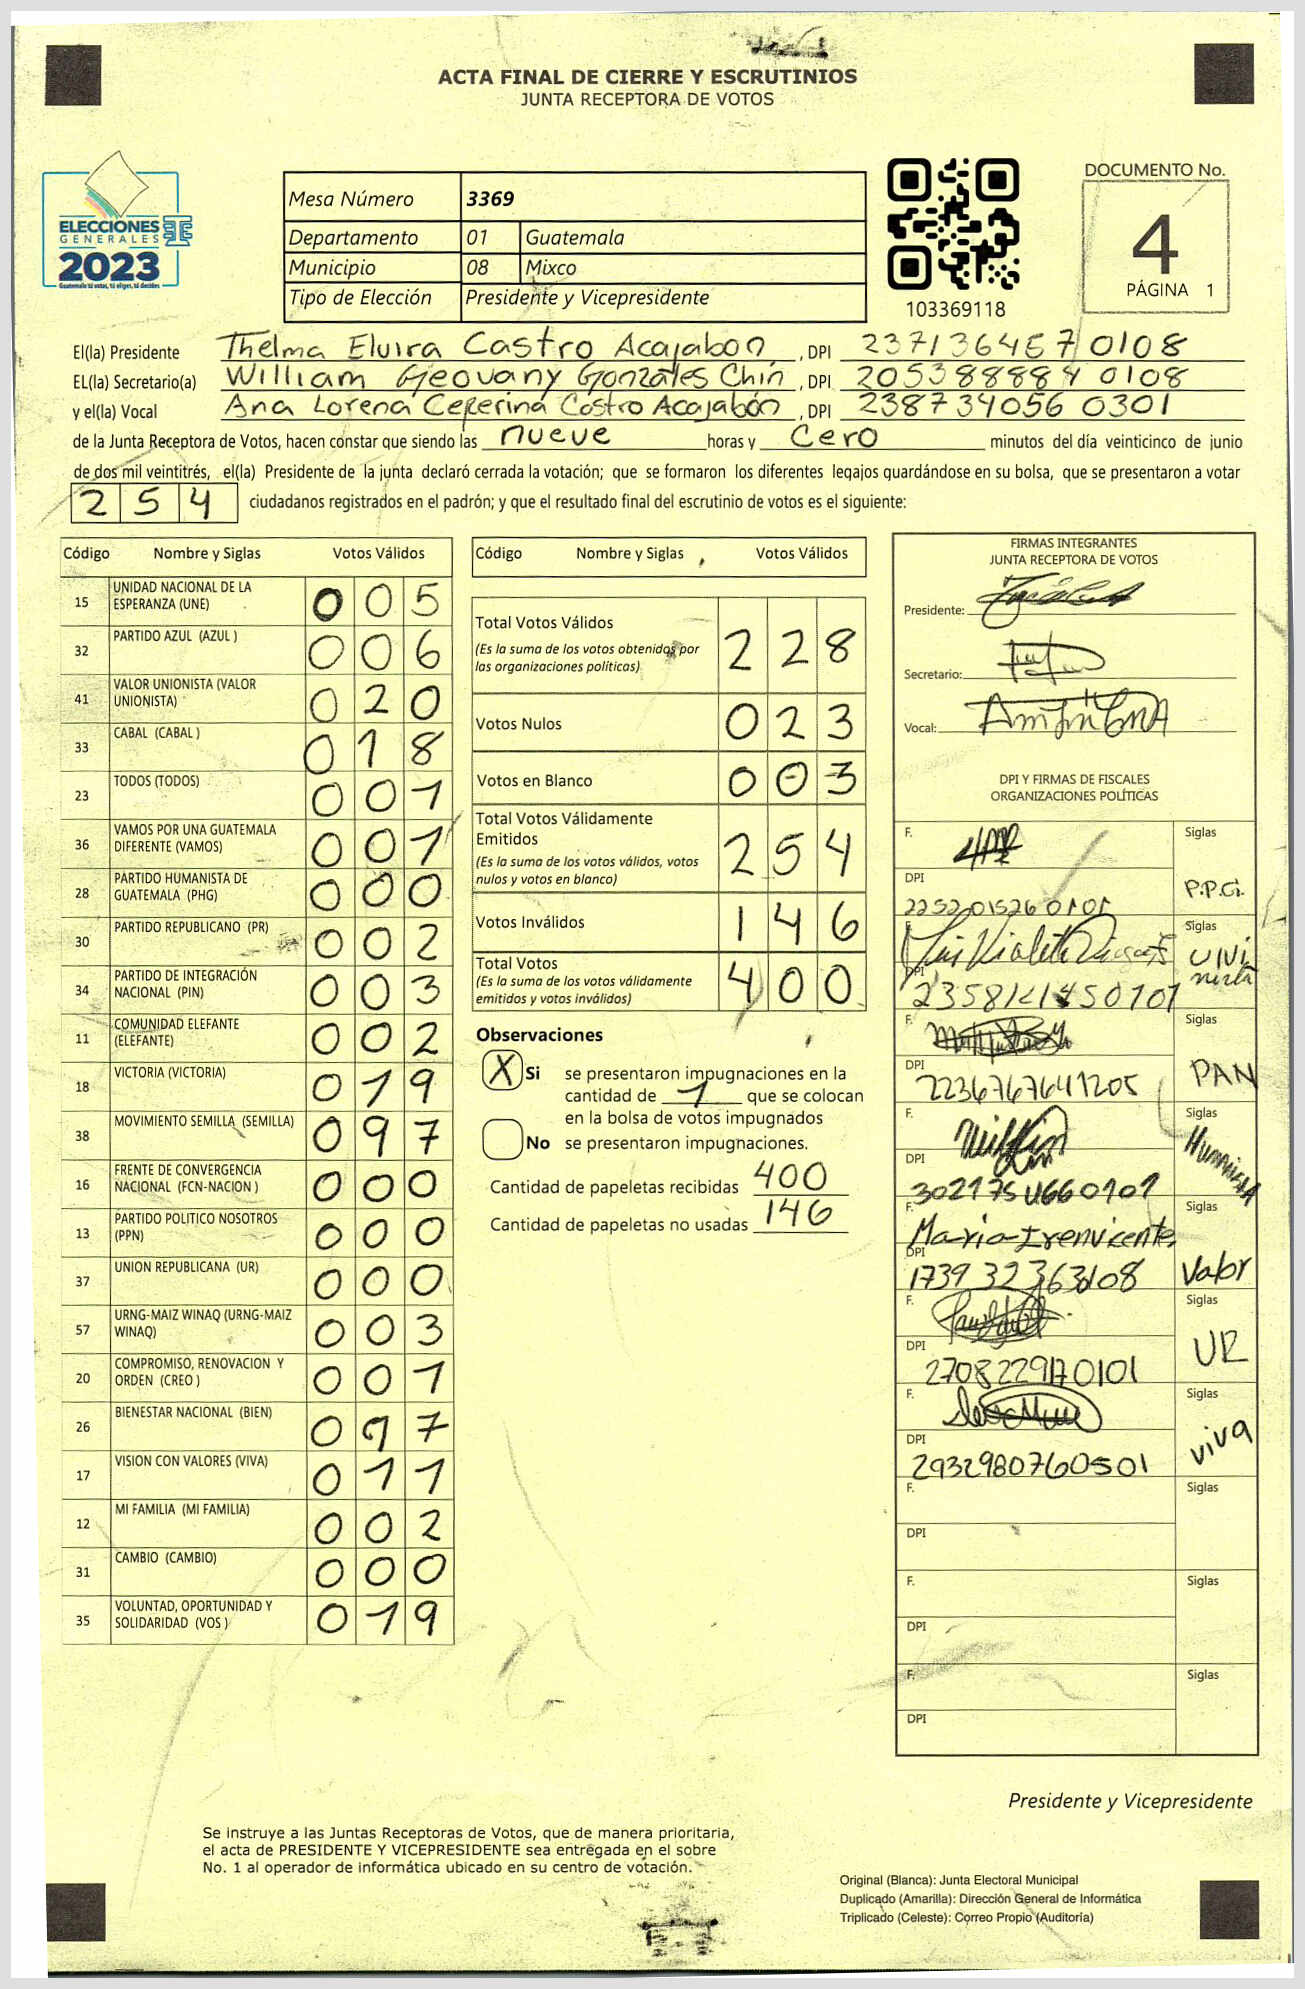 ACTA FINAL DE CIERRE Y ESCRUTINIOS
JUNTA RECEPTORA DE VOTOS
ELECCIONES
GENERALES
2023
Guatemala tú votas, tú eliges, tú decides
Mesa Número 3369
Departamento 01 Guatemala
Municipio 08 Mixco
Tipo de Elección Presidente y Vicepresidente
103369118
DOCUMENTO No.
4
PÁGINA 1
El(la) Presidente Thelma Elvira Castro Acajabon, DPI 2371364570108
EL(la) Secretario(a) William Geovany Gonzales Chin, DPI 2053888840108
y el(la) Vocal Ana Lorena Ceferina Castro Acajabón, DPI 2387340560301
de la Junta Receptora de Votos, hacen constar que siendo las nueve horas y cero minutos del día veinticinco de junio
de dos mil veintitrés, el(la) Presidente de la junta declaró cerrada la votación; que se formaron los diferentes legajos guardándose en su bolsa, que se presentaron a votar
254 ciudadanos registrados en el padrón; y que el resultado final del escrutinio de votos es el siguiente:
Código Nombre y Siglas Votos Válidos
15 UNIDAD NACIONAL DE LA ESPERANZA (UNE) 005
32 PARTIDO AZUL (AZUL ) 006
41 VALOR UNIONISTA (VALOR UNIONISTA) 020
33 CABAL (CABAL ) 018
23 TODOS (TODOS) 001
36 VAMOS POR UNA GUATEMALA DIFERENTE (VAMOS) 001
28 PARTIDO HUMANISTA DE GUATEMALA (PHG) 000
30 PARTIDO REPUBLICANO (PR) 002
34 PARTIDO DE INTEGRACIÓN NACIONAL (PIN) 003
11 COMUNIDAD ELEFANTE (ELEFANTE) 002
18 VICTORIA (VICTORIA) 019
38 MOVIMIENTO SEMILLA (SEMILLA) 097
16 FRENTE DE CONVERGENCIA NACIONAL (FCN-NACION ) 000
13 PARTIDO POLITICO NOSOTROS (PPN) 000
37 UNION REPUBLICANA (UR) 000
57 URNG-MAIZ WINAQ (URNG-MAIZ WINAQ) 003
20 COMPROMISO, RENOVACION Y ORDEN (CREO ) 001
26 BIENESTAR NACIONAL (BIEN)
17 VISION CON VALORES (VIVA) 011
12 MI FAMILIA (MI FAMILIA) 002
31 CAMBIO (CAMBIO) 000
35 VOLUNTAD, OPORTUNIDAD Y SOLIDARIDAD (VOS ) 019
Código Nombre y Siglas Votos Válidos
Total Votos Válidos 228
(Es la suma de los votos obtenidos por
las organizaciones políticas)
Votos Nulos 023
Votos en Blanco 003
Total Votos Válidamente
Emitidos 254
(Es la suma de los votos válidos, votos
nulos y votos en blanco)
Votos Inválidos 146
Total Votos 400
(Es la suma de los votos válidamente
emitidos y votos inválidos)
Observaciones
X Si se presentaron impugnaciones en la
cantidad de 1 que se colocan
en la bolsa de votos impugnados
No se presentaron impugnaciones.
Cantidad de papeletas recibidas 400
Cantidad de papeletas no usadas 146
FIRMAS INTEGRANTES
JUNTA RECEPTORA DE VOTOS
Presidente:
Secretario:
Vocal:
DPI Y FIRMAS DE FISCALES
ORGANIZACIONES POLÍTICAS
F. Siglas P.P.G.
DPI 2252015260101
Siglas
DPI
F. Siglas PAN
DPI 2236767641205
F. Siglas Humanista
DPI
F. Maria Irenvicente Siglas Valor
DPI 173932363108
F. Siglas UR
DPI 2708229170101
F. Siglas viva
DPI 2932980760501
F. Siglas
DPI
F. Siglas
DPI
F. Siglas
DPI
Presidente y Vicepresidente
Se instruye a las Juntas Receptoras de Votos, que de manera prioritaria,
el acta de PRESIDENTE Y VICEPRESIDENTE sea entregada en el sobre
No. 1 al operador de informática ubicado en su centro de votación.
Original (Blanca): Junta Electoral Municipal
Duplicado (Amarilla): Dirección General de Informática
Triplicado (Celeste): Correo Propio (Auditoría)